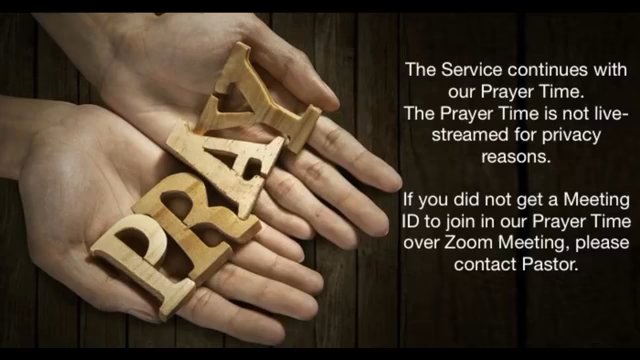 PRAY
The Service continues with
our Prayer Time.
The Prayer Time is not live-
streamed for privacy
reasons.
If you did not get a Meeting
ID to join in our Prayer Time
over Zoom Meeting, please
contact Pastor.